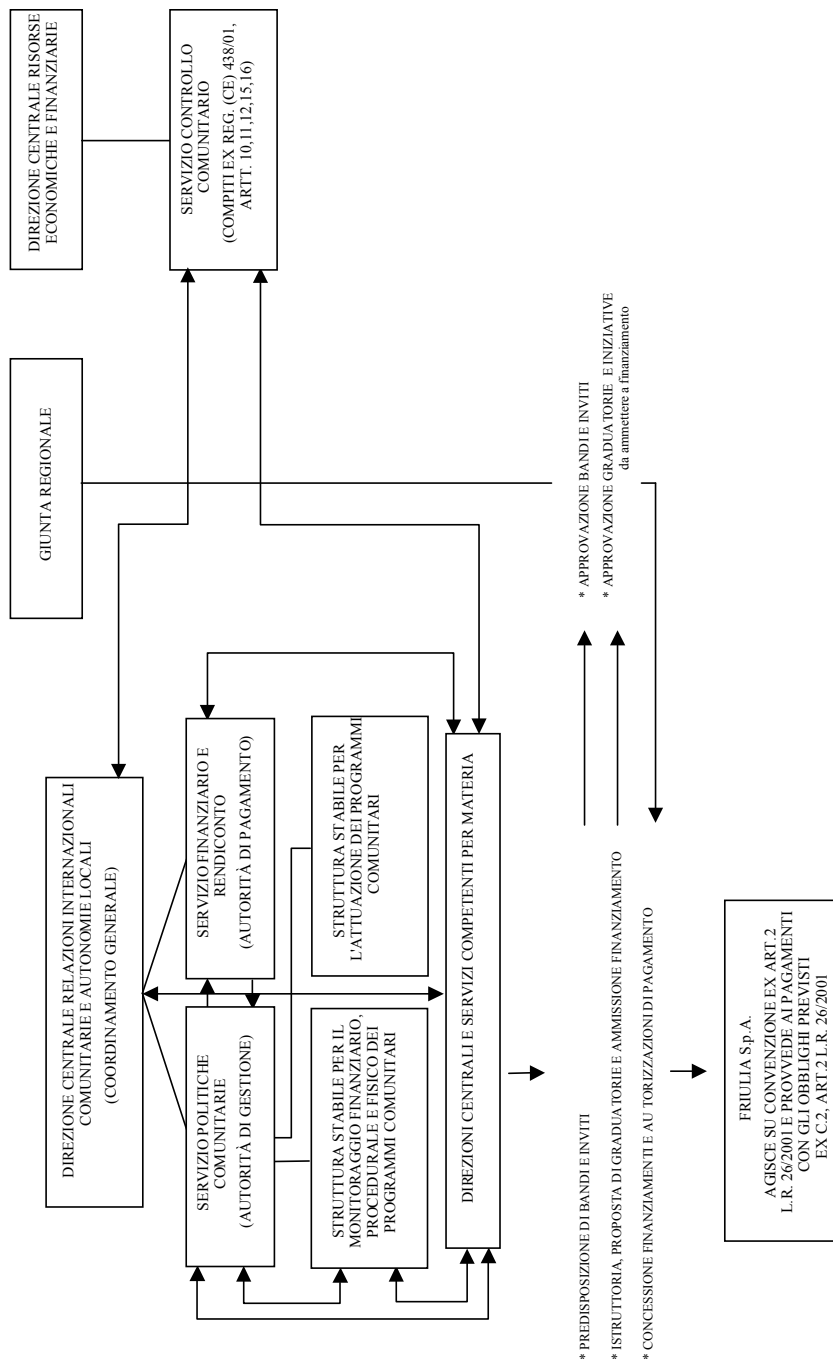 DIREZIONE CENTRALE RELAZIONI INTERNAZIONALI
COMUNITARIE E AUTONOMIE LOCALI
(COORDINAMENTO GENERALE)
GIUNTA REGIONALE
DIREZIONE CENTRALE RISORSE
ECONOMICHE E FINANZIARIE
SERVIZIO POLITICHE
COMUNITARIE
(AUTORITÀ DI GESTIONE)
SERVIZIO FINANZIARIO E
RENDICONTO
(AUTORITÀ DI PAGAMENTO)
SERVIZIO CONTROLLO
COMUNITARIO
(COMPITI EX REG. (CE) 438/01,
ARTT. 10,11,12,15,16)
STRUTTURA STABILE PER IL
MONITORAGGIO FINANZIARIO,
PROCEDURALE E FISICO DEI
PROGRAMMI COMUNITARI
STRUTTURA STABILE PER
L'ATTUAZIONE DEI PROGRAMMI
COMUNITARI
DIREZIONI CENTRALI E SERVIZI COMPETENTI PER MATERIA
* PREDISPOSIZIONE DI BANDI E INVITI
* APPROVAZIONE BANDI E INVITI
* ISTRUTTORIA, PROPOSTA DI GRADUATORIE E AMMISSIONE FINANZIAMENTO
* APPROVAZIONE GRADUATORIE E INIZIATIVE
da ammettere a finanziamento
* CONCESSIONE FINANZIAMENTI E AUTORIZZAZIONI DI PAGAMENTO
FRIULIA S.p.A.
AGISCE SU CONVENZIONE EX ART. 2
L.R. 26/2001 E PROVVEDE AI PAGAMENTI
CON GLI OBBLIGHI PREVISTI
EX C.2, ART.2 L.R. 26/2001